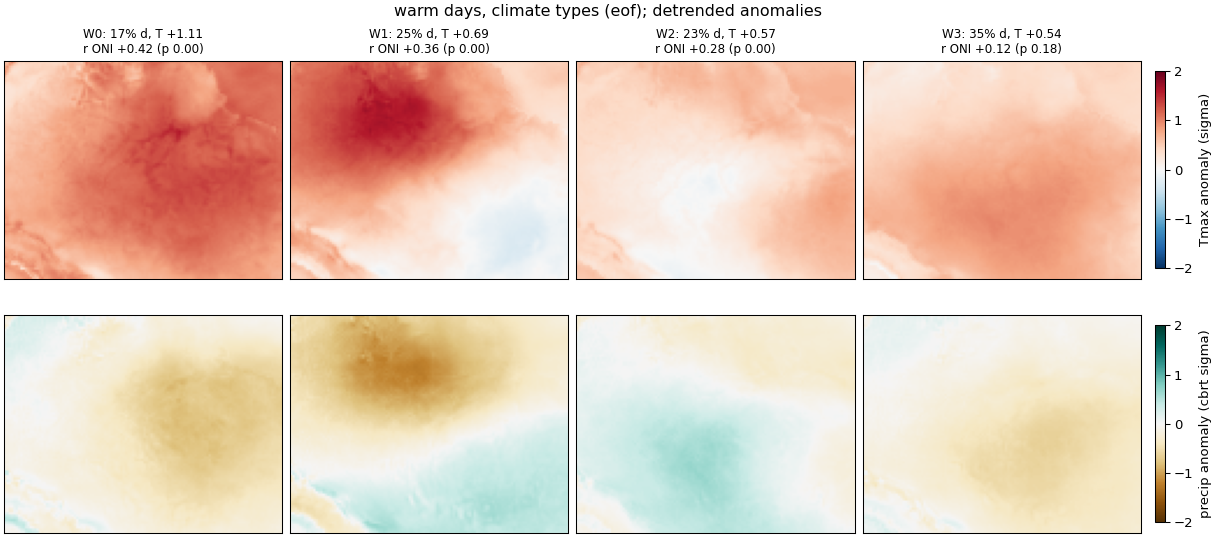 warm days, climate types (eof); detrended anomalies
W0: 17% d, T +1.11
r ONI +0.42 (p 0.00)
W1: 25% d, T +0.69
r ONI +0.36 (p 0.00)
W2: 23% d, T +0.57
r ONI +0.28 (p 0.00)
W3: 35% d, T +0.54
r ONI +0.12 (p 0.18)
2
1
0
−1
−2
Tmax anomaly (sigma)
2
1
0
−1
−2
precip anomaly (cbrt sigma)